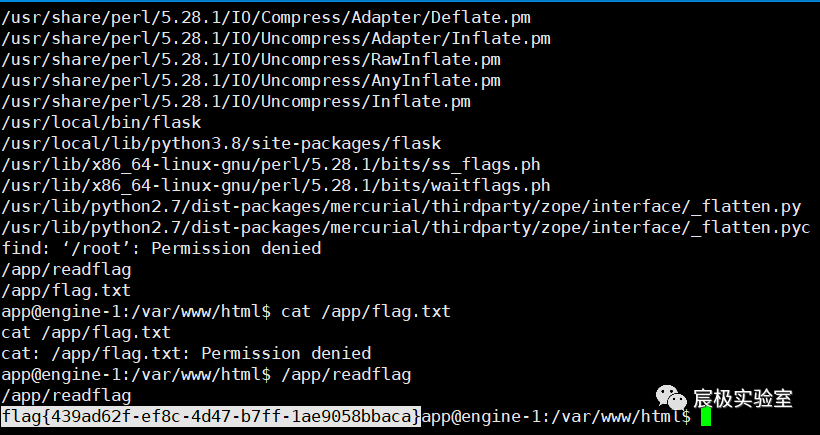 /usr/share/perl/5.28.1/IO/Compress/Adapter/Deflate.pm
/usr/share/perl/5.28.1/IO/Uncompress/Adapter/Inflate.pm
/usr/share/perl/5.28.1/IO/Uncompress/RawInflate.pm
/usr/share/perl/5.28.1/IO/Uncompress/AnyInflate.pm
/usr/share/perl/5.28.1/IO/Uncompress/Inflate.pm
/usr/local/bin/flask
/usr/local/lib/python3.8/site-packages/flask
/usr/lib/x86_64-linux-gnu/perl/5.28.1/bits/ss_flags.ph
/usr/lib/x86_64-linux-gnu/perl/5.28.1/bits/waitflags.ph
/usr/lib/python2.7/dist-packages/mercurial/thirdparty/zope/interface/_flatten.py
/usr/lib/python2.7/dist-packages/mercurial/thirdparty/zope/interface/_flatten.pyc
find: ‘/root’: Permission denied
/app/readflag
/app/flag.txt
app@engine-1:/var/www/html$ cat /app/flag.txt
cat /app/flag.txt
cat: /app/flag.txt: Permission denied
app@engine-1:/var/www/html$ /app/readflag
/app/readflag
flag{439ad62f-ef8c-4d47-b7ff-1ae9058bbaca}app@engine-1:/var/www/html$
宸极实验室